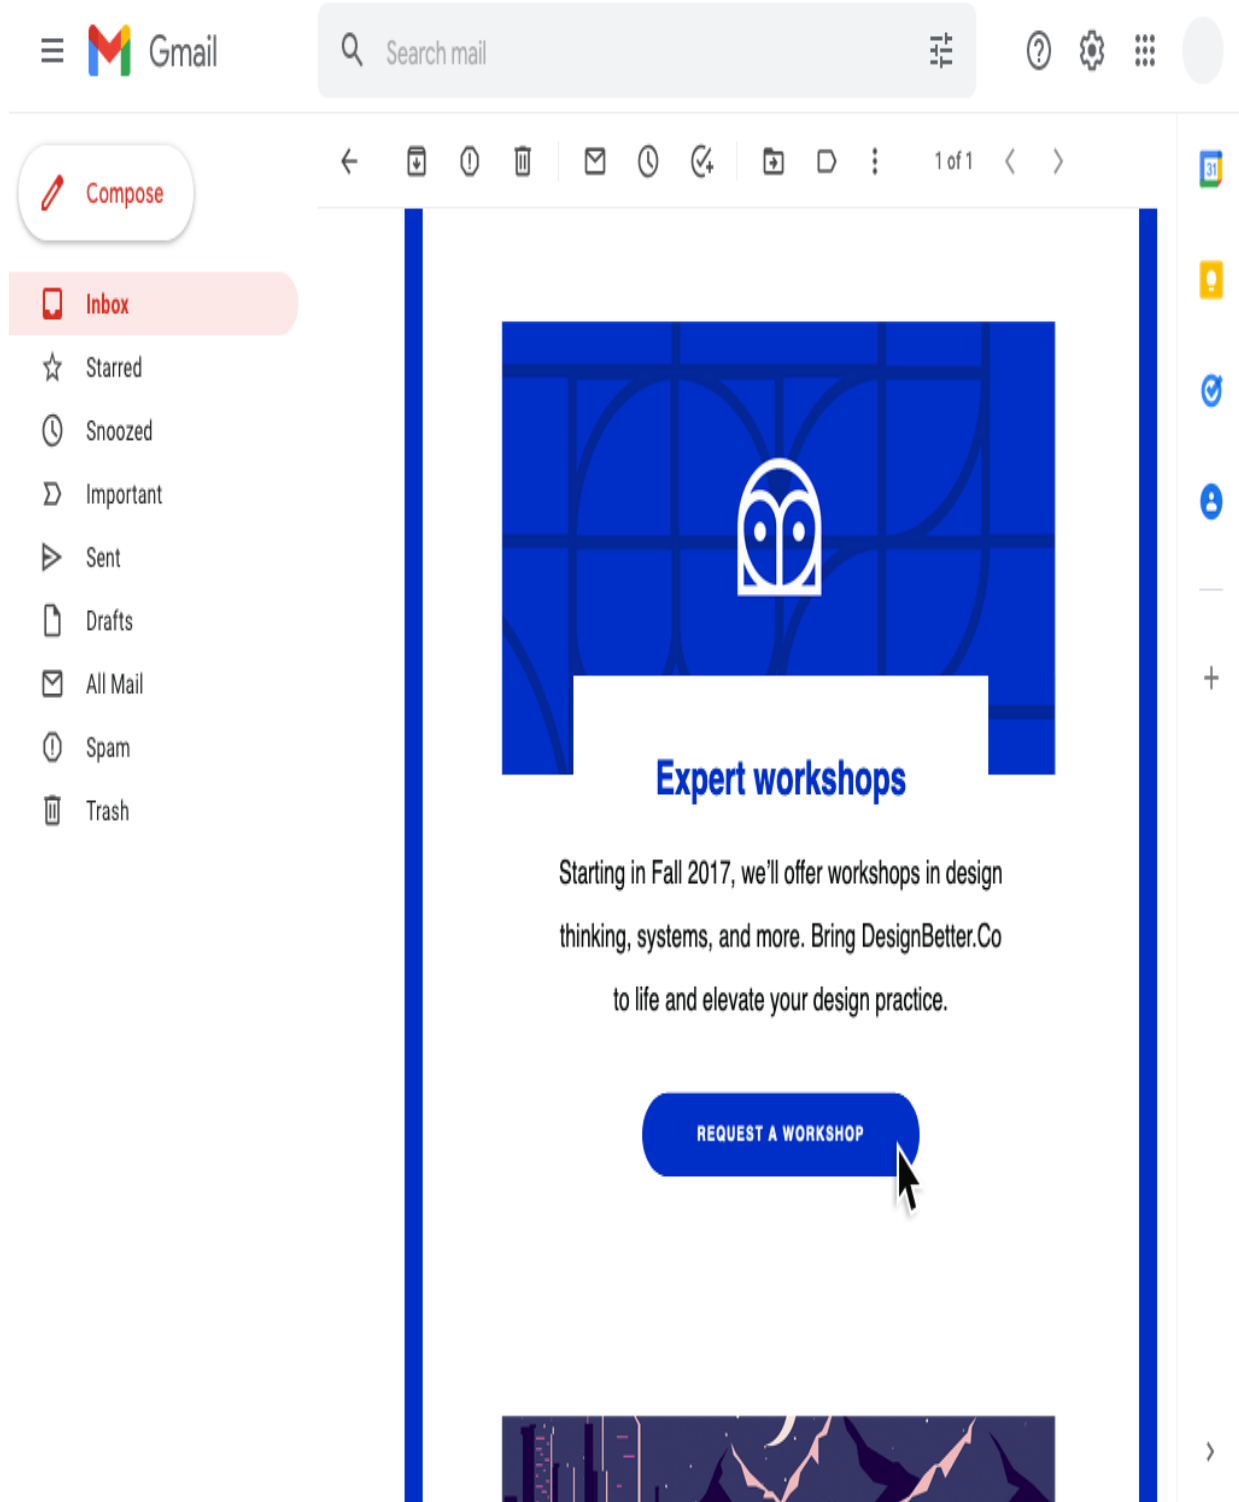 Gmail
Search mail
Compose
1 of 1
31
Inbox
Starred
Snoozed
Important
Sent
Drafts
All Mail
Spam
Trash
Expert workshops
Starting in Fall 2017, we'll offer workshops in design
thinking, systems, and more. Bring DesignBetter.Co
to life and elevate your design practice.
REQUEST A WORKSHOP